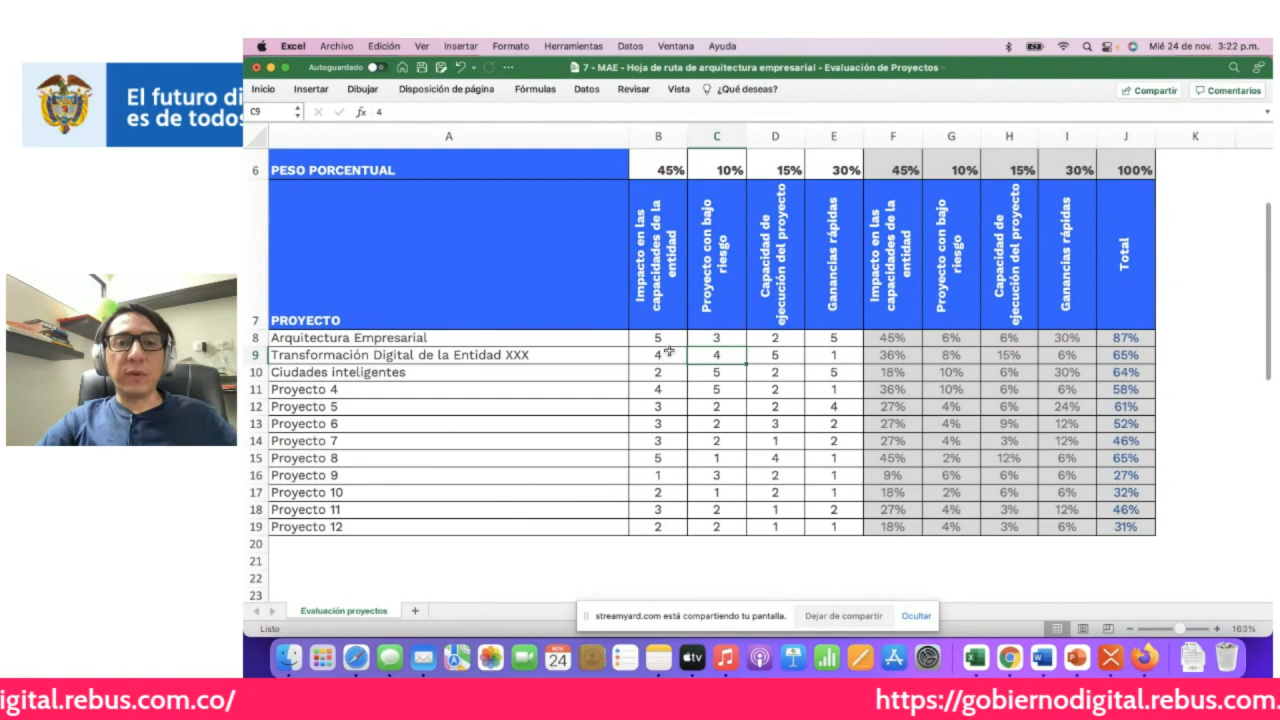 El futuro di
es de todos
Excel Archivo Edición Ver Insertar Formato Herramientas Datos Ventana Ayuda Mié 24 de nov. 3:22 p.m.
Autoguardado 7 - MAE - Hoja de ruta de arquitectura empresarial - Evaluación de Proyectos
Inicio Insertar Dibujar Disposición de página Fórmulas Datos Revisar Vista ¿Qué deseas? Compartir Comentarios
C9 fx 4
A B C D E F G H I J K
6 PESO PORCENTUAL 45% 10% 15% 30% 45% 10% 15% 30% 100%
7 PROYECTO
Impacto en las
capacidades de la
entidad
Proyecto con bajo
riesgo
Capacidad de
ejecución del proyecto
Ganancias rápidas
Impacto en las
capacidades de la
entidad
Proyecto con bajo
riesgo
Capacidad de
ejecución del proyecto
Ganancias rápidas
Total
8 Arquitectura Empresarial 5 3 2 5 45% 6% 6% 30% 87%
9 Transformación Digital de la Entidad XXX 4 4 5 1 36% 8% 15% 6% 65%
10 Ciudades inteligentes 2 5 2 5 18% 10% 6% 30% 64%
11 Proyecto 4 4 5 2 1 36% 10% 6% 6% 58%
12 Proyecto 5 3 2 2 4 27% 4% 6% 24% 61%
13 Proyecto 6 3 2 3 2 27% 4% 9% 12% 52%
14 Proyecto 7 3 2 1 2 27% 4% 3% 12% 46%
15 Proyecto 8 5 1 4 1 45% 2% 12% 6% 65%
16 Proyecto 9 1 3 2 1 9% 6% 6% 6% 27%
17 Proyecto 10 2 1 2 1 18% 2% 6% 6% 32%
18 Proyecto 11 3 2 1 2 27% 4% 3% 12% 46%
19 Proyecto 12 2 2 1 1 18% 4% 3% 6% 31%
20
21
22
23
Evaluación proyectos +
streamyard.com está compartiendo tu pantalla. Dejar de compartir Ocultar
Listo 163%
NOV
24
tv
igital.rebus.com.co/ https://gobiernodigital.rebus.com.